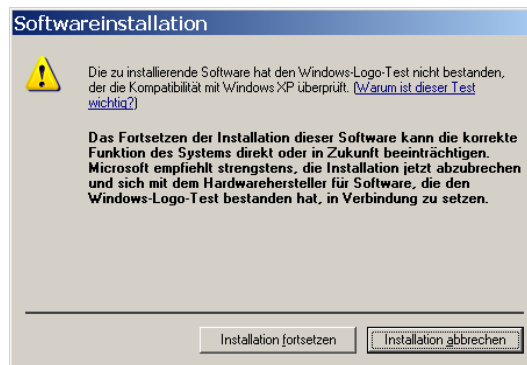 Softwareinstallation
Die zu installierende Software hat den Windows-Logo-Test nicht bestanden,
der die Kompatibilität mit Windows XP überprüft. (Warum ist dieser Test
wichtig?)
Das Fortsetzen der Installation dieser Software kann die korrekte
Funktion des Systems direkt oder in Zukunft beeinträchtigen.
Microsoft empfiehlt strengstens, die Installation jetzt abzubrechen
und sich mit dem Hardwarehersteller für Software, die den
Windows-Logo-Test bestanden hat, in Verbindung zu setzen.
Installation fortsetzen
Installation abbrechen